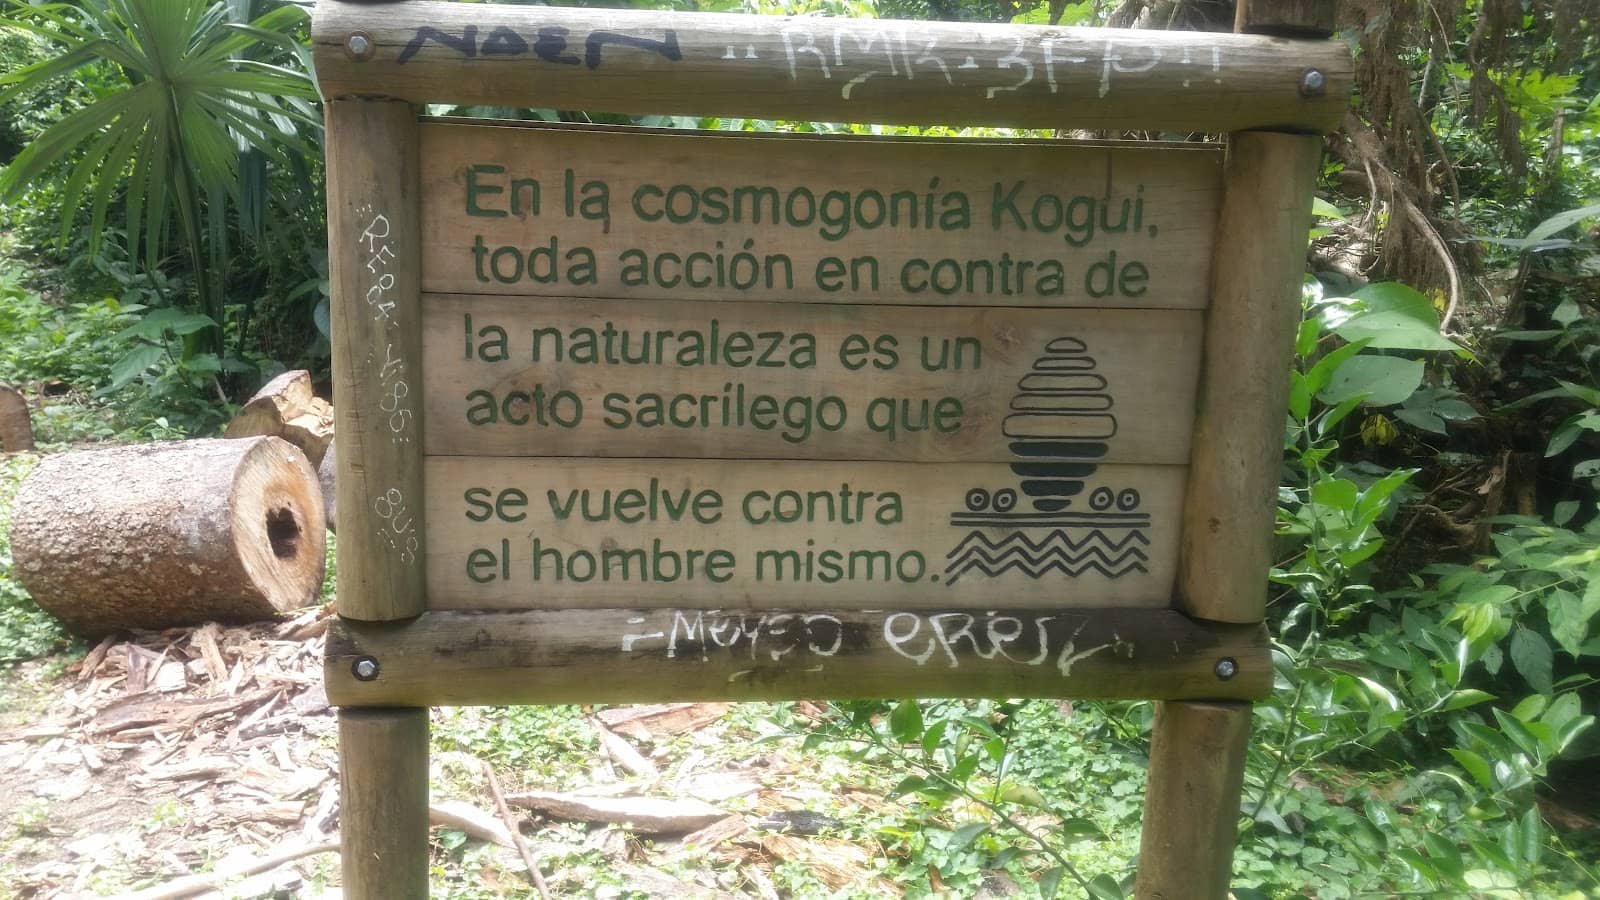 NDEN
En la cosmogonía Kogui,
toda acción en contra de
la naturaleza es un
acto sacrílego que
se vuelve contra
el hombre mismo.